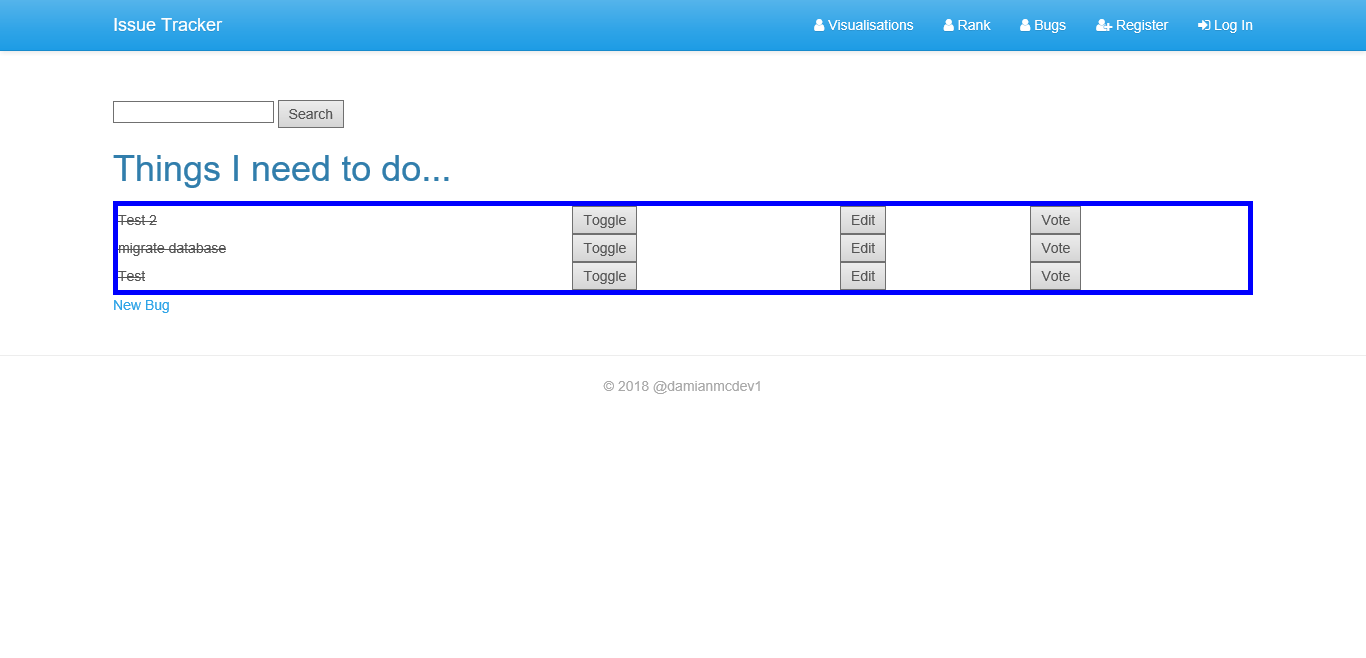 Issue Tracker Visualisations Rank Bugs Register Log In
Search
Things I need to do...
Test 2 Toggle Edit Vote
migrate database Toggle Edit Vote
Test Toggle Edit Vote
New Bug
© 2018 @damianmcdev1